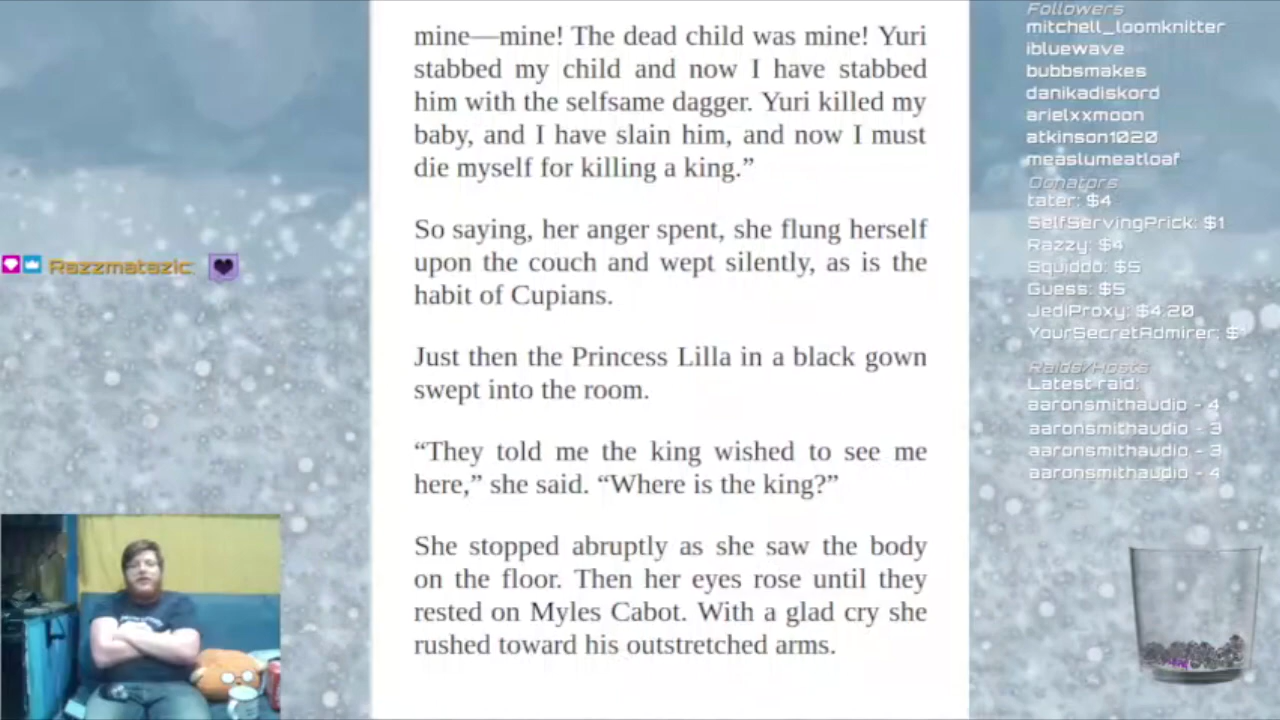 mine—mine! The dead child was mine! Yuri
stabbed my child and now I have stabbed
him with the selfsame dagger. Yuri killed my
baby, and I have slain him, and now I must
die myself for killing a king.”
So saying, her anger spent, she flung herself
upon the couch and wept silently, as is the
habit of Cupians.
Just then the Princess Lilla in a black gown
swept into the room.
“They told me the king wished to see me
here,” she said. “Where is the king?”
She stopped abruptly as she saw the body
on the floor. Then her eyes rose until they
rested on Myles Cabot. With a glad cry she
rushed toward his outstretched arms.
Razzmatazic:
Followers
mitchell_loomknitter
ibluewave
bubbsmakes
danikadiskord
arielxxmoon
atkinson1020
measlymeatloaf
Donators
tater: $4
SelfServingPrick: $1
Razzy: $4
Squiddo: $5
Guess: $5
JediProxy: $4.20
YourSecretAdmirer: $
Raids/Hosts
Latest raid:
aaronsmithaudio - 4
aaronsmithaudio - 3
aaronsmithaudio - 3
aaronsmithaudio - 4